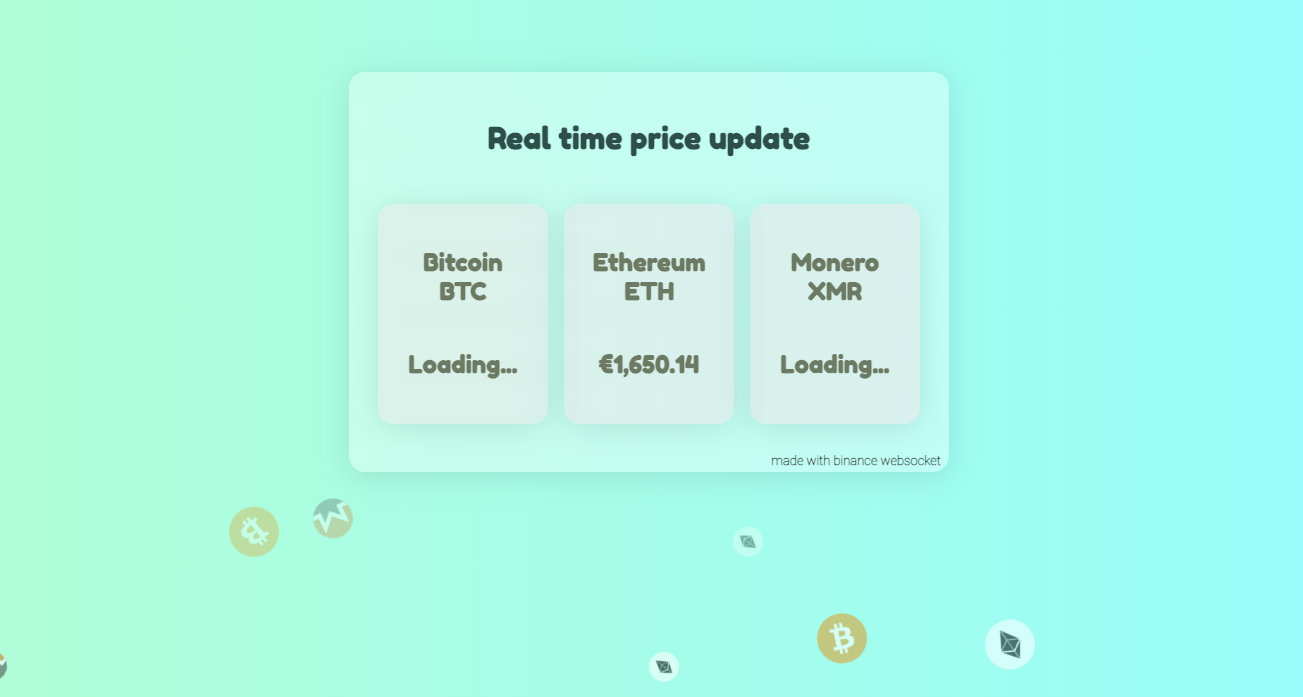 Real time price update
Bitcoin
BTC
Loading...
Ethereum
ETH
€1,650.14
Monero
XMR
Loading...
made with binance websocket